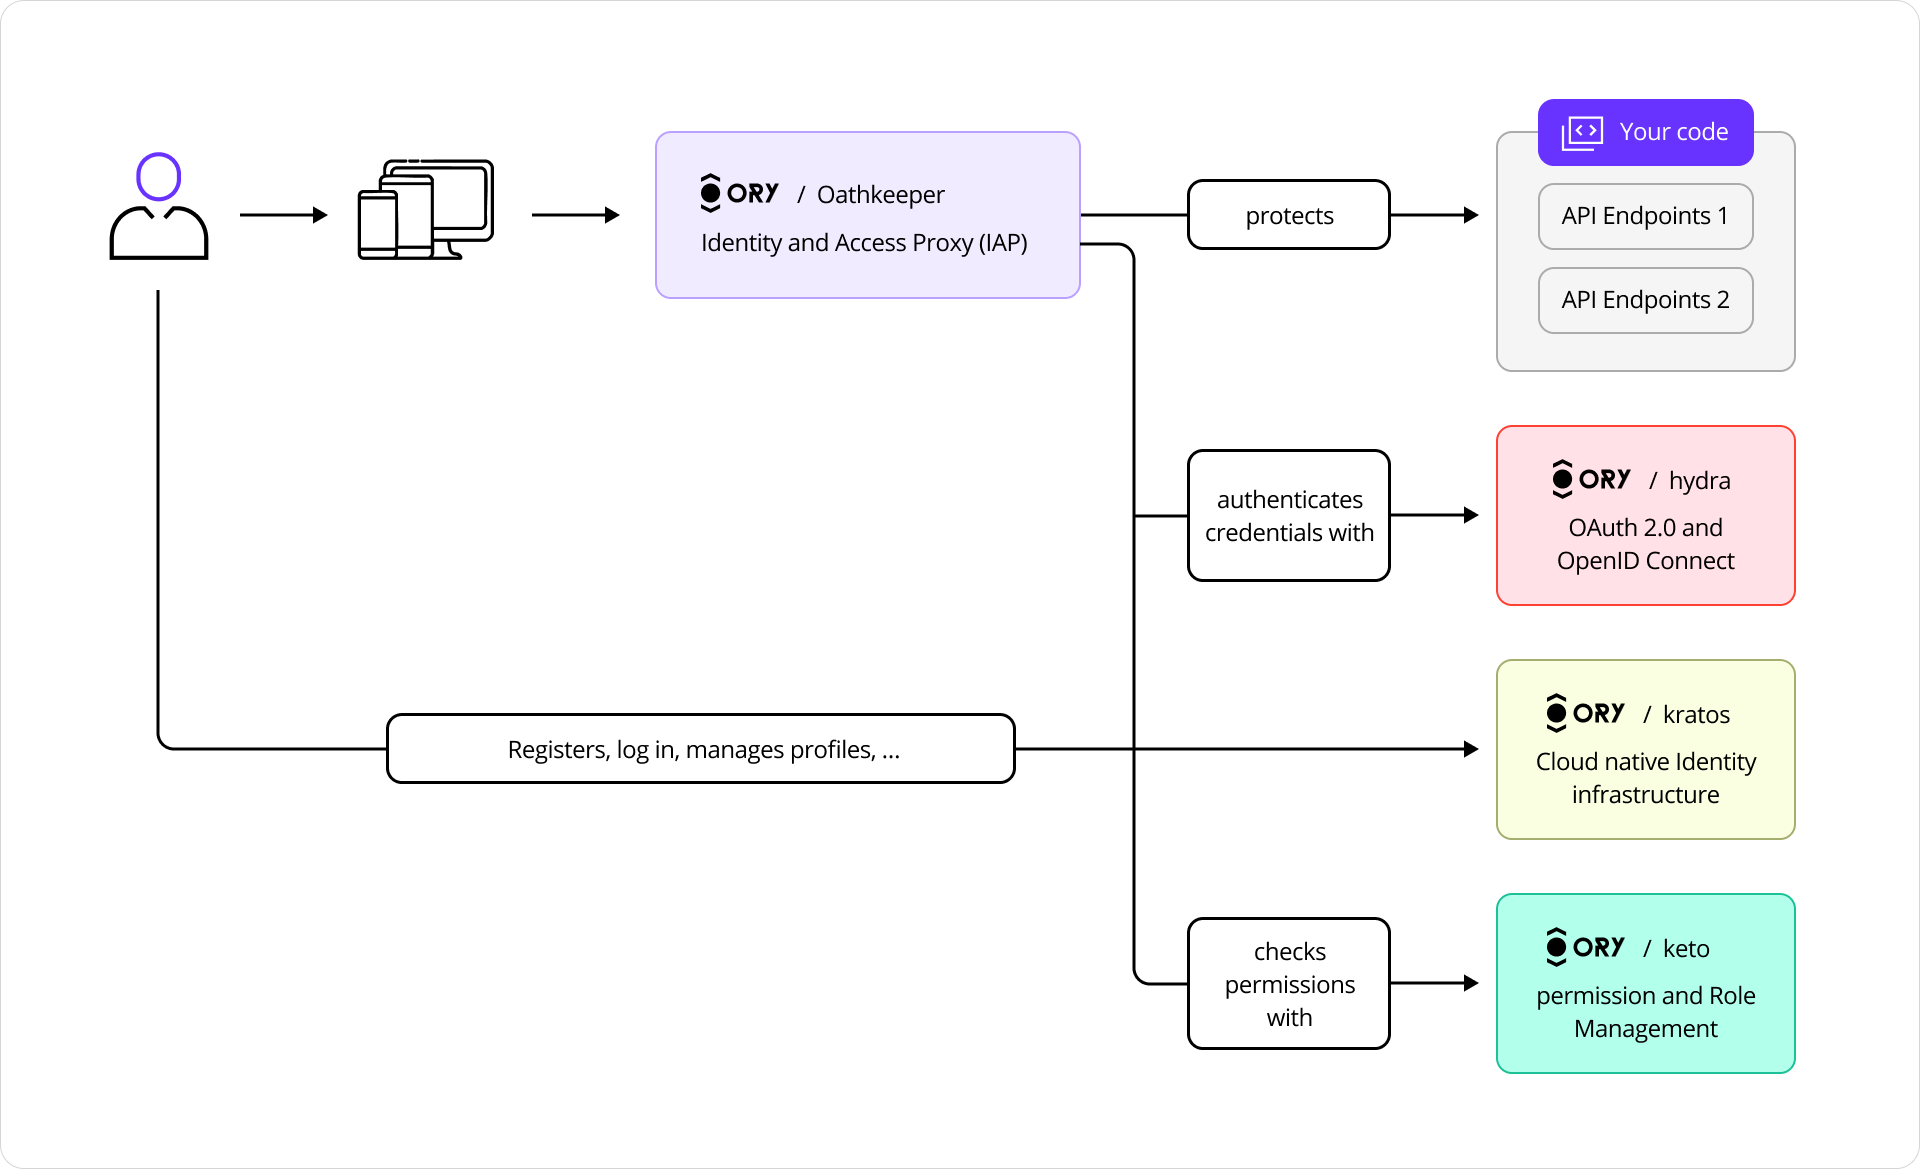 ORY / Oathkeeper
Identity and Access Proxy (IAP)
protects
Your code
API Endpoints 1
API Endpoints 2
authenticates
credentials with
ORY / hydra
OAuth 2.0 and
OpenID Connect
Registers, log in, manages profiles, ...
ORY / kratos
Cloud native Identity
infrastructure
checks
permissions
with
ORY / keto
permission and Role
Management